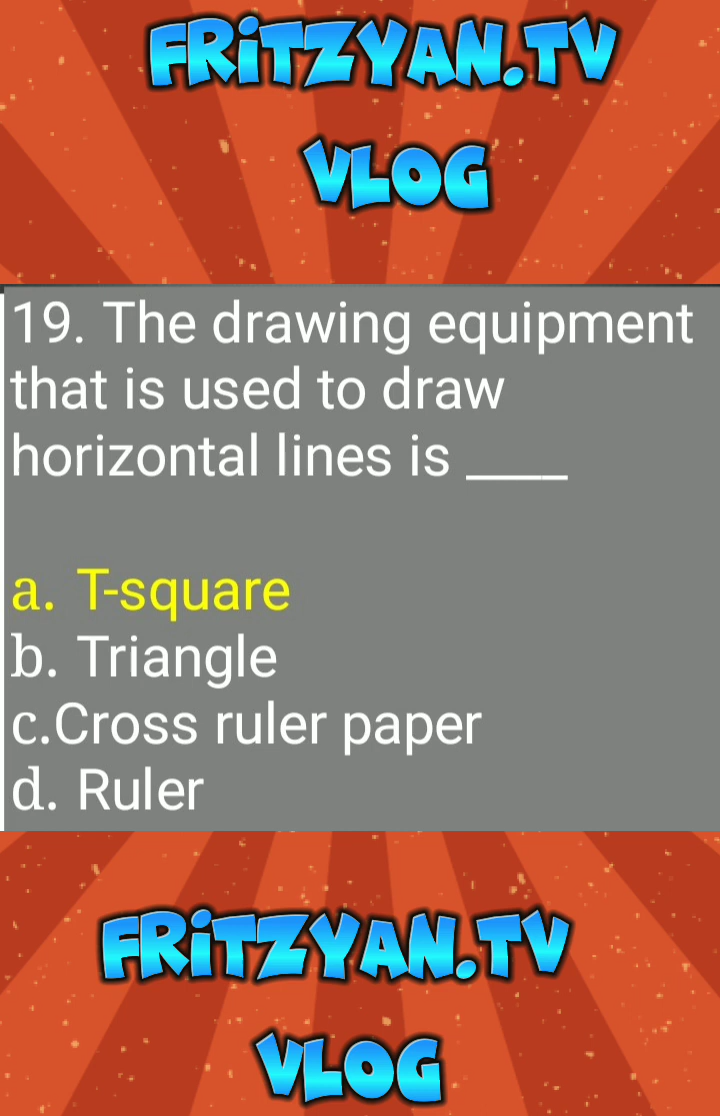 FRiTZYAN.TV
VLOG
19. The drawing equipment
that is used to draw
horizontal lines is ____
a. T-square
b. Triangle
c.Cross ruler paper
d. Ruler
FRiTZYAN.TV
VLOG